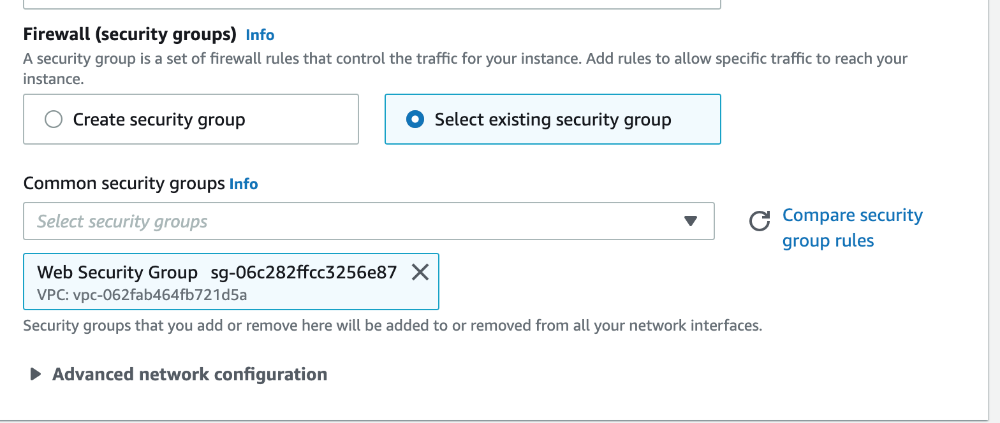 Firewall (security groups) Info
A security group is a set of firewall rules that control the traffic for your instance. Add rules to allow specific traffic to reach your
instance.
Create security group
Select existing security group
Common security groups Info
Select security groups
Compare security
group rules
Web Security Group sg-06c282ffcc3256e87
VPC: vpc-062fab464fb721d5a
Security groups that you add or remove here will be added to or removed from all your network interfaces.
Advanced network configuration